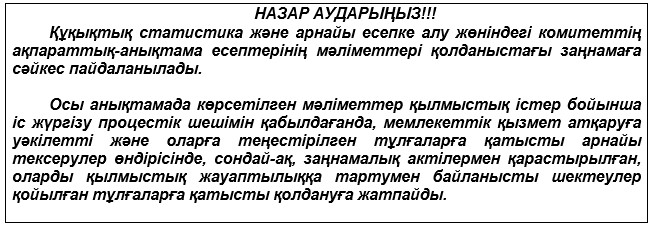 НАЗАР АУДАРЫҢЫЗ!!!
Құқықтық статистика және арнайы есепке алу жөніндегі комитеттің
ақпараттық-анықтама есептерінің мәліметтері қолданыстағы заңнамаға
сәйкес пайдаланылады.
Осы анықтамада көрсетілген мәліметтер қылмыстық істер бойынша
іс жүргізу процестік шешімін қабылдағанда, мемлекеттік қызмет атқаруға
уәкілетті және оларға теңестірілген тұлғаларға қатысты арнайы
тексерулер өндірісінде, сондай-ақ, заңнамалық актілермен қарастырылған,
оларды қылмыстық жауаптылыққа тартумен байланысты шектеулер
қойылған тұлғаларға қатысты қолдануға жатпайды.